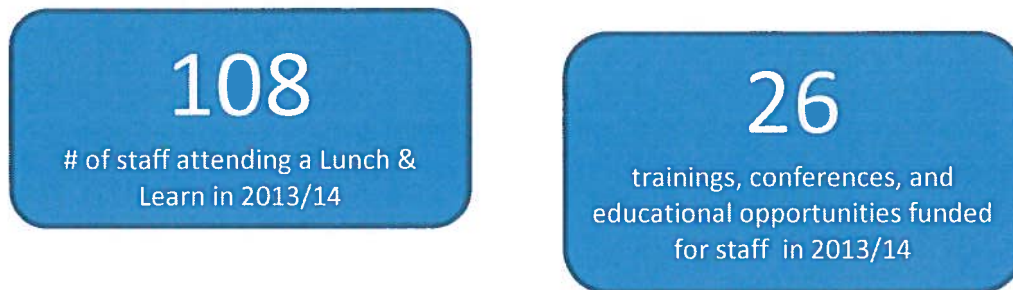 108
# of staff attending a Lunch &
Learn in 2013/14
26
trainings, conferences, and
educational opportunities funded
for staff in 2013/14